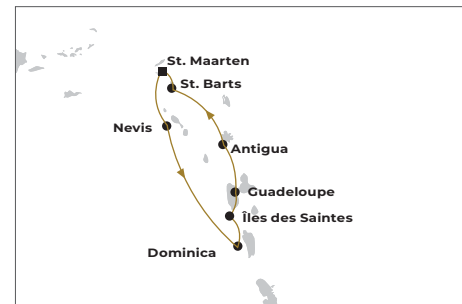 St. Maarten
St. Barts
Nevis
Antigua
Guadeloupe
Îles des Saintes
Dominica